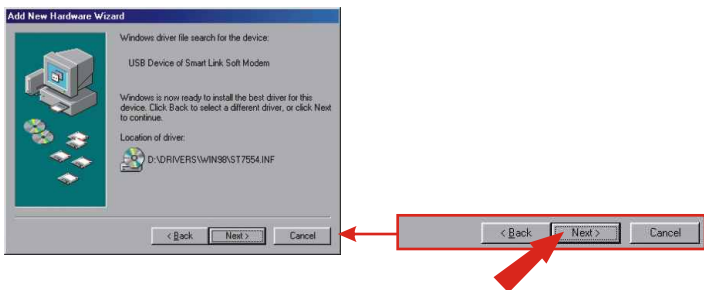 Add New Hardware Wizard
Windows driver file search for the device:
USB Device of Smart Link Soft Modem
Windows is now ready to install the best driver for this
device. Click Back to select a different driver, or click Next
to continue.
Location of driver:
D:\DRIVERS\WIN98\ST7554.INF
< Back Next > Cancel
< Back Next > Cancel